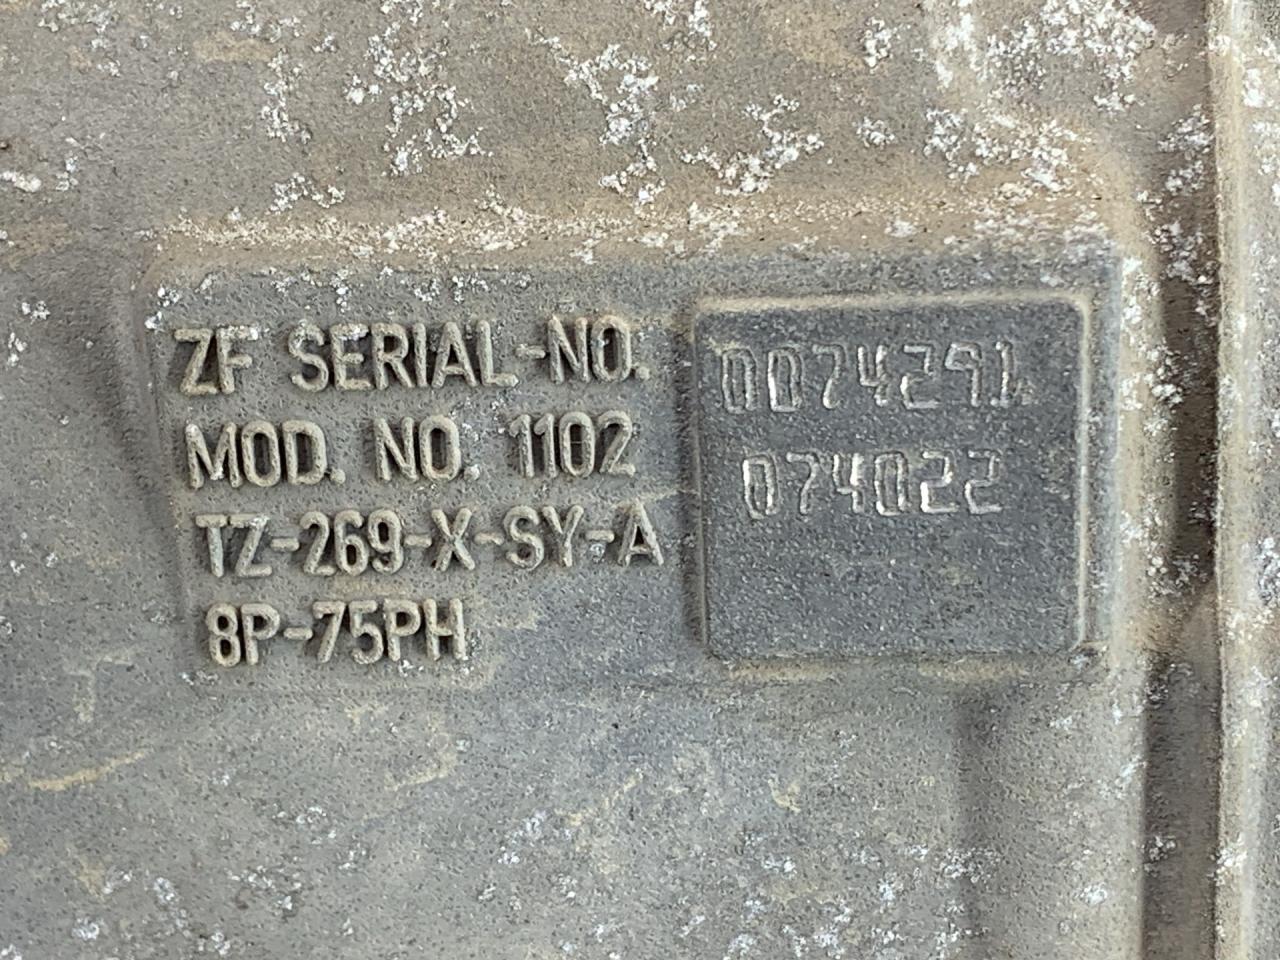 ZF SERIAL-NO. 0074291
MOD. NO. 1102 074022
TZ-269-X-SY-A
8P-75PH